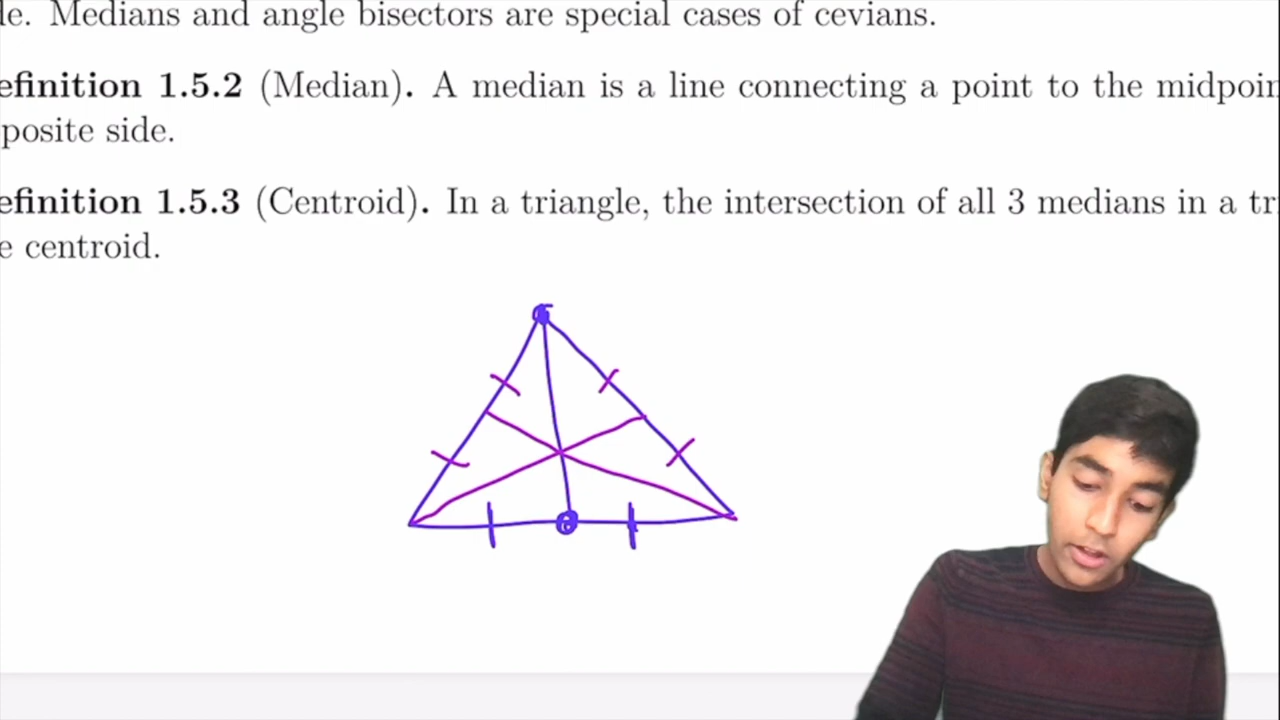 le. Medians and angle bisectors are special cases of cevians.
efinition 1.5.2 (Median). A median is a line connecting a point to the midpoin
posite side.
efinition 1.5.3 (Centroid). In a triangle, the intersection of all 3 medians in a tr
e centroid.